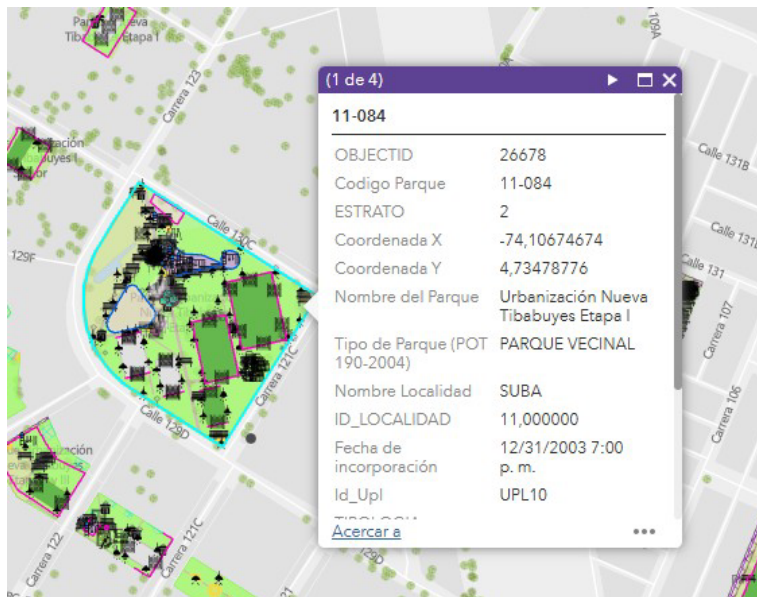 (1 de 4)
11-084
OBJECTID 26678
Codigo Parque 11-084
ESTRATO 2
Coordenada X -74,10674674
Coordenada Y 4,73478776
Nombre del Parque Urbanización Nueva
Tibabuyes Etapa I
Tipo de Parque (POT PARQUE VECINAL
190-2004)
Nombre Localidad SUBA
ID_LOCALIDAD 11,000000
Fecha de 12/31/2003 7:00
incorporación p. m.
Id_Upl UPL10
Acercar a
Carrera 123
Calle 130C
129F
Carrera 121C
Calle 129D
Carrera 122
Carrera 121C
129D
121
109A
Calle 131B
Calle 131
Carrera 107
Carrera 106